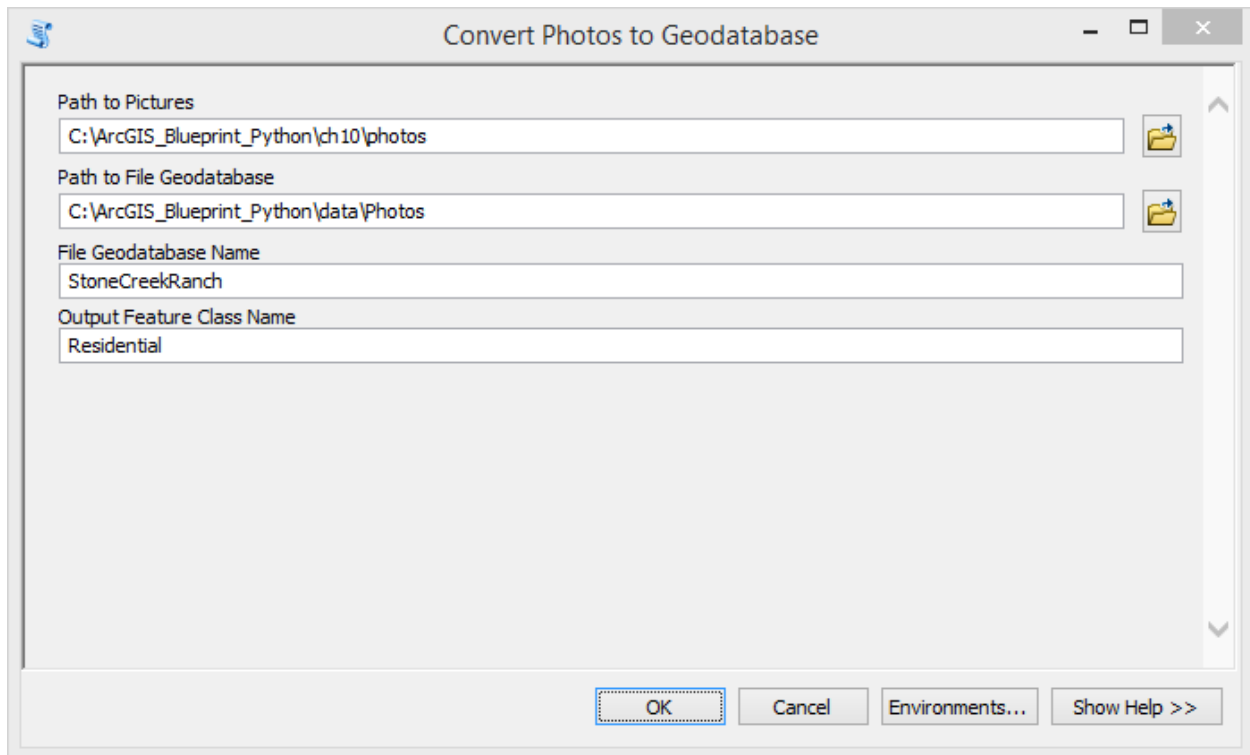 Convert Photos to Geodatabase
Path to Pictures
C:\ArcGIS_Blueprint_Python\ch10\photos
Path to File Geodatabase
C:\ArcGIS_Blueprint_Python\data\Photos
File Geodatabase Name
StoneCreekRanch
Output Feature Class Name
Residential
OK Cancel Environments... Show Help >>